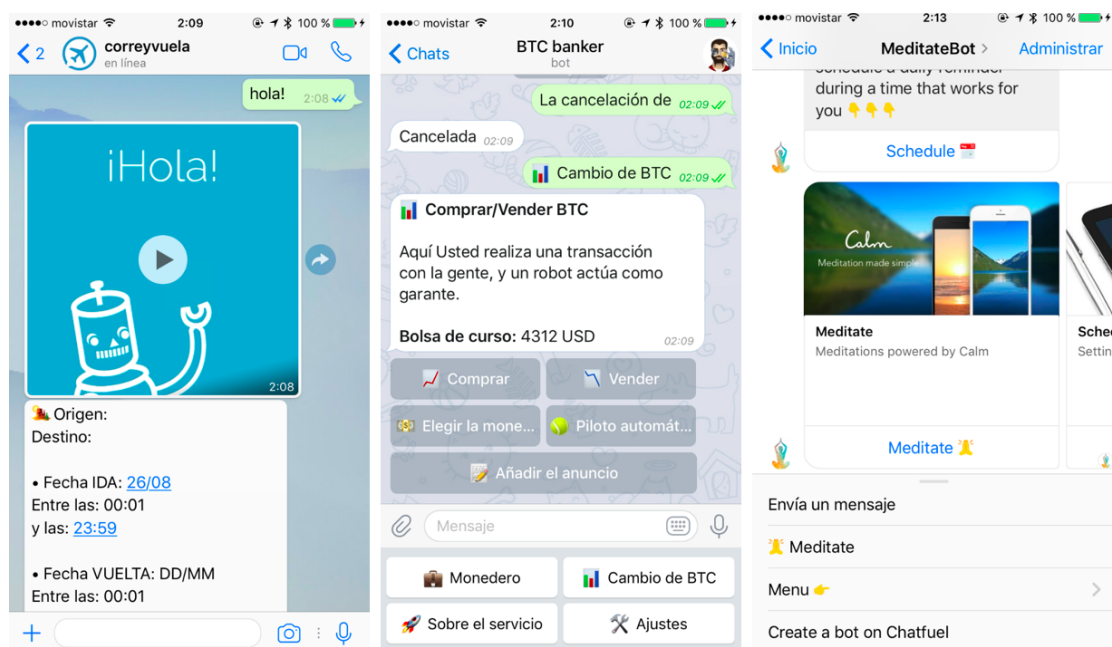 movistar 2:09 100 %
2 correyvuela
en línea
hola! 2:08
¡Hola!
2:08
Origen:
Destino:
• Fecha IDA: 26/08
Entre las: 00:01
y las: 23:59
• Fecha VUELTA: DD/MM
Entre las: 00:01
movistar 2:10 100 %
Chats BTC banker
bot
La cancelación de 02:09
Cancelada 02:09
Cambio de BTC 02:09
Comprar/Vender BTC
Aquí Usted realiza una transacción
con la gente, y un robot actúa como
garante.
Bolsa de curso: 4312 USD 02:09
Comprar Vender
Elegir la mone... Piloto automát...
Añadir el anuncio
Mensaje
Monedero Cambio de BTC
Sobre el servicio Ajustes
movistar 2:13 100 %
Inicio MeditateBot Administrar
schedule a daily reminder
during a time that works for
you
Schedule
Calm
Meditation made simple
Meditate
Meditations powered by Calm
Sche
Settin
Meditate
Envía un mensaje
Meditate
Menu
Create a bot on Chatfuel